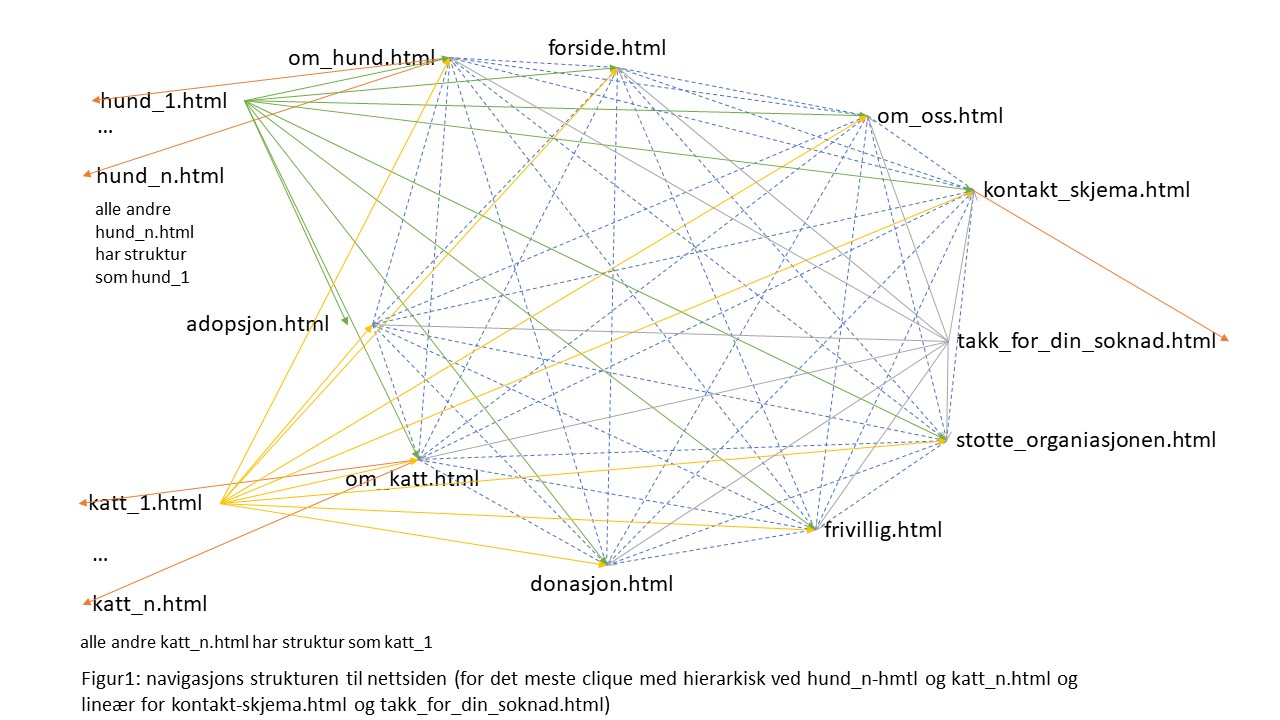 forside.html
om_hund.html
hund_1.html
...
om_oss.html
hund_n.html
kontakt_skjema.html
alle andre
hund_n.html
har struktur
som hund_1
adopsjon.html
takk_for_din_soknad.html
stotte_organiasjonen.html
om_katt.html
katt_1.html
frivillig.html
...
donasjon.html
katt_n.html
alle andre katt_n.html har struktur som katt_1
Figur1: navigasjons strukturen til nettsiden (for det meste clique med hierarkisk ved hund_n-hmtl og katt_n.html og
lineær for kontakt-skjema.html og takk_for_din_soknad.html)